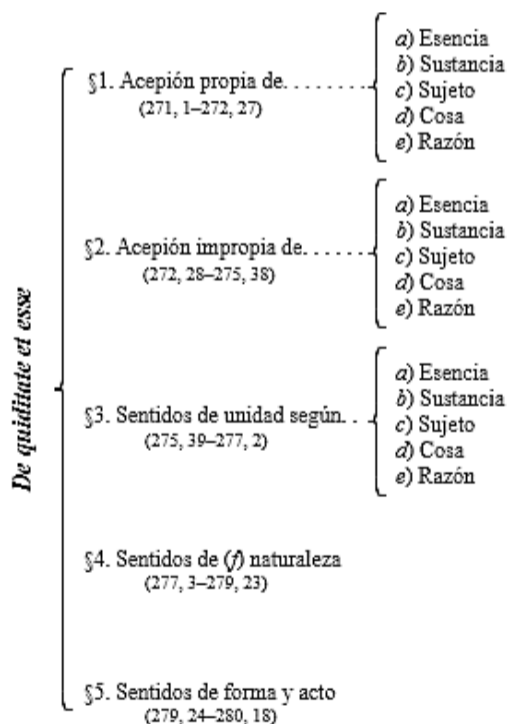 De quiditate et esse
§1. Acepión propia de. . . . . . . . . . . .
(271, 1–272, 27)
a) Esencia
b) Sustancia
c) Sujeto
d) Cosa
e) Razón
§2. Acepión impropia de. . . . . . . . . .
(272, 28–275, 38)
a) Esencia
b) Sustancia
c) Sujeto
d) Cosa
e) Razón
§3. Sentidos de unidad según. . . .
(275, 39–277, 2)
a) Esencia
b) Sustancia
c) Sujeto
d) Cosa
e) Razón
§4. Sentidos de (f) naturaleza
(277, 3–279, 23)
§5. Sentidos de forma y acto
(279, 24–280, 18)